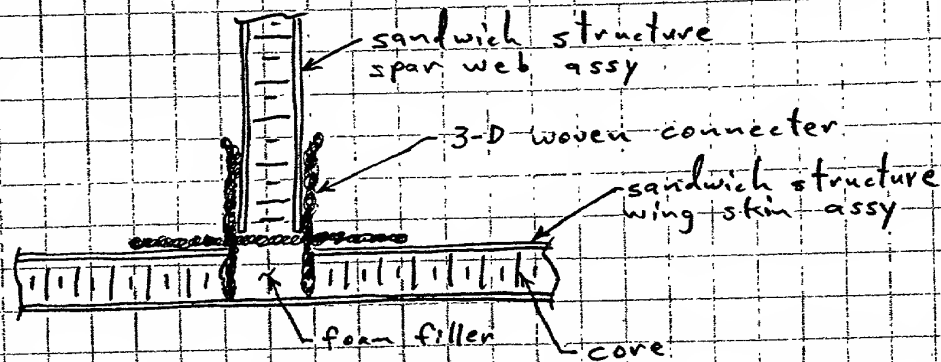 sandwich structure
spar web assy
3-D woven connecter
sandwich structure
wing skin assy
foam filler
core